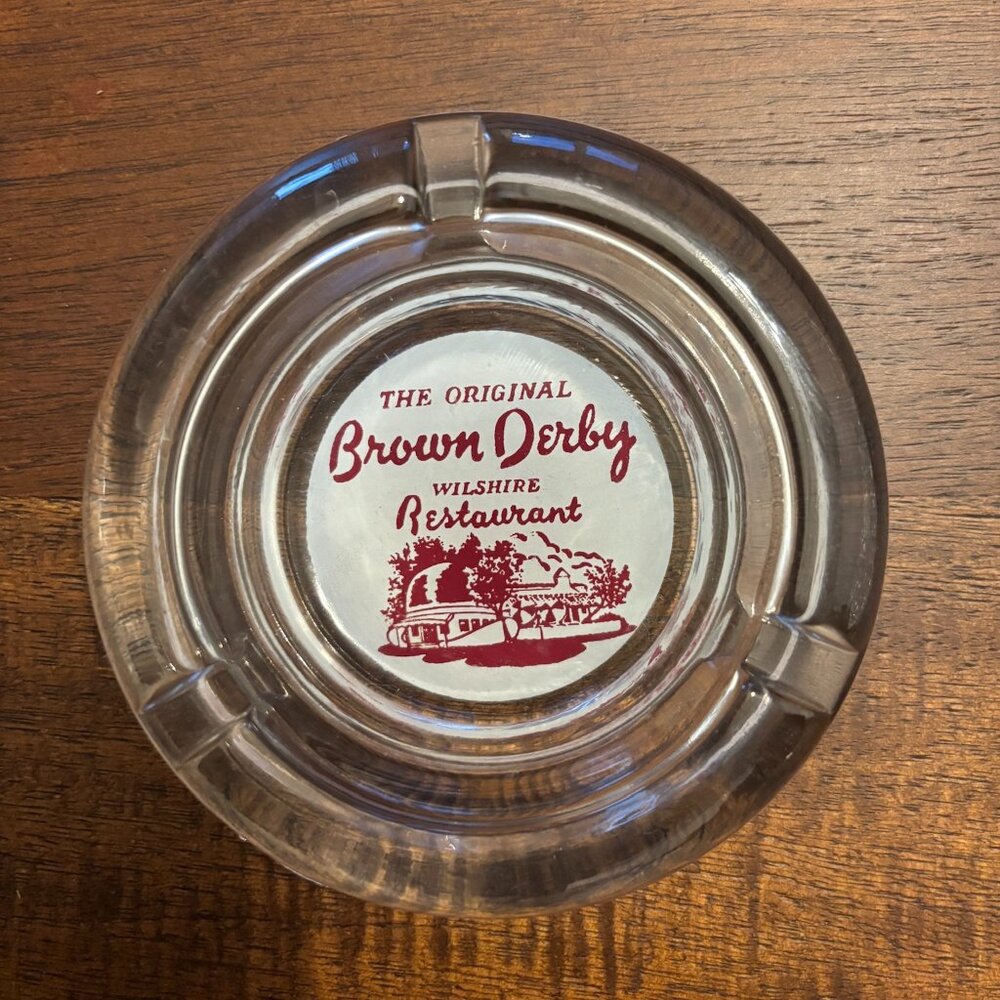 THE ORIGINAL
Brown Derby
WILSHIRE
Restaurant